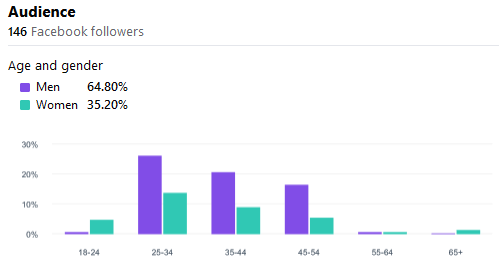 Audience
146 Facebook followers
Age and gender
Men 64.80%
Women 35.20%
30%
20%
10%
0%
18-24 25-34 35-44 45-54 55-64 65+